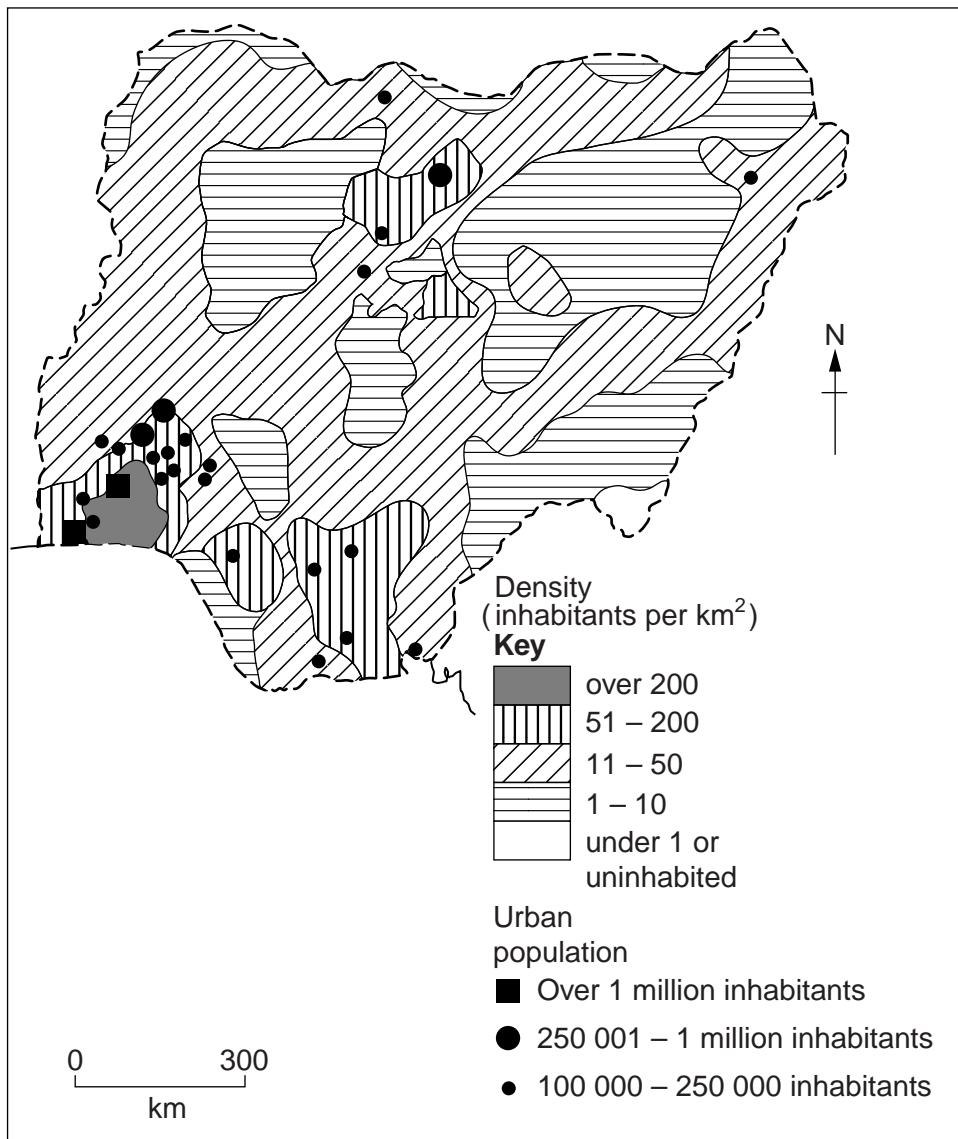 N
Density
(inhabitants per km²)
Key
over 200
51 – 200
11 – 50
1 – 10
under 1 or
uninhabited
Urban
population
Over 1 million inhabitants
250 001 – 1 million inhabitants
100 000 – 250 000 inhabitants
0 300
km